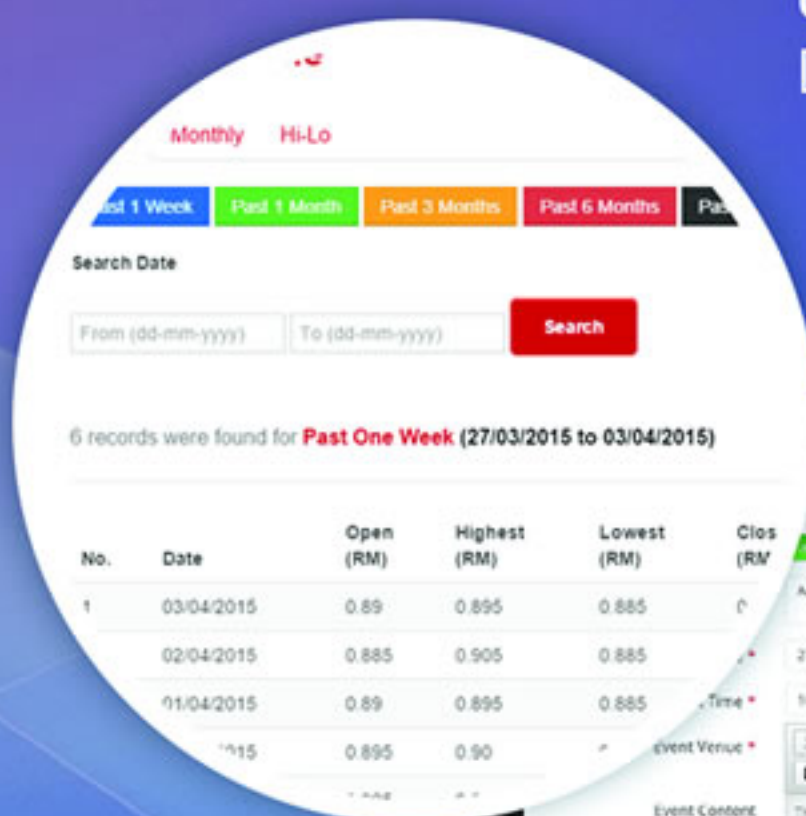 Monthly Hi-Lo
1 Week Past 1 Month Past 3 Months Past 6 Months
Search Date
From (dd-mm-yyyy) To (dd-mm-yyyy) Search
6 records were found for Past One Week (27/03/2015 to 03/04/2015)
Open Highest Lowest
No. Date (RM) (RM) (RM)
1 03/04/2015 0.89 0.895 0.885
02/04/2015 0.885 0.905 0.885
01/04/2015 0.89 0.895 0.885
Time *
0.895 0.90
Event Venue *
Event Content